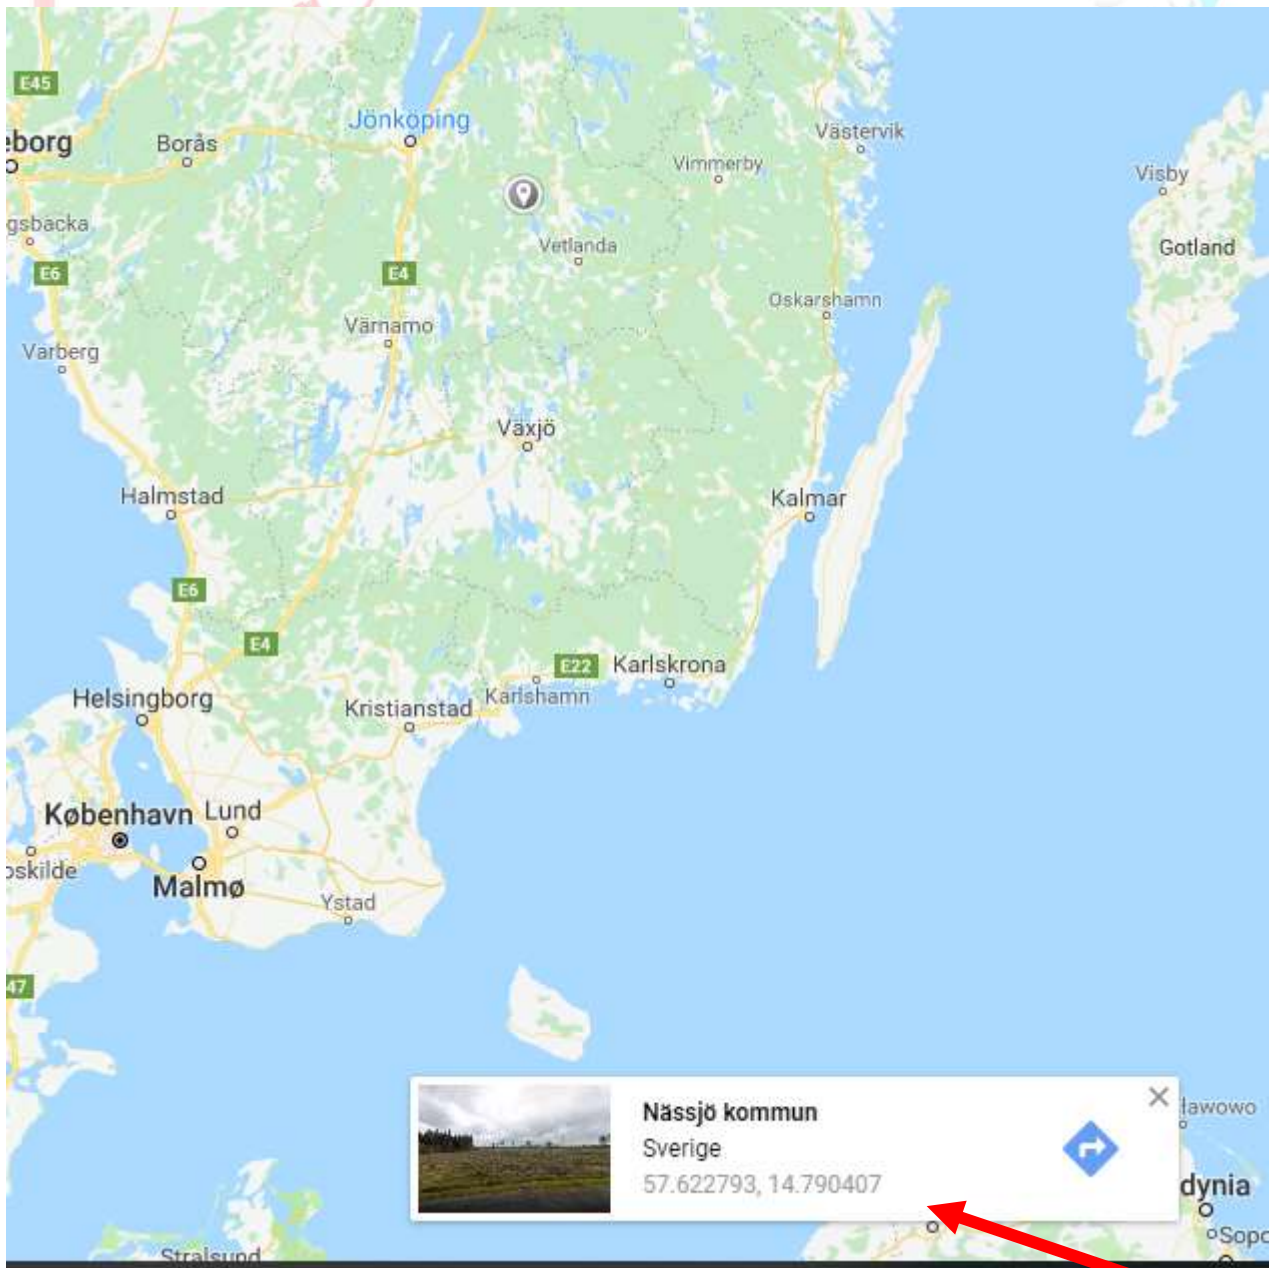 E45
Jönköping
Västervik
eborg
Borås
Vimmerby
Visby
gsbacka
Vetlanda
Gotland
E6
E4
Oskarshamn
Värnamo
Varberg
Växjö
Halmstad
Kalmar
E6
E4
E22
Karlskrona
Helsingborg
Karlshamn
Kristianstad
København
Lund
oskilde
Malmø
Ystad
47
Nässjö kommun
ławowo
Sverige
57.622793, 14.790407
dynia
Sopo
Stralsund